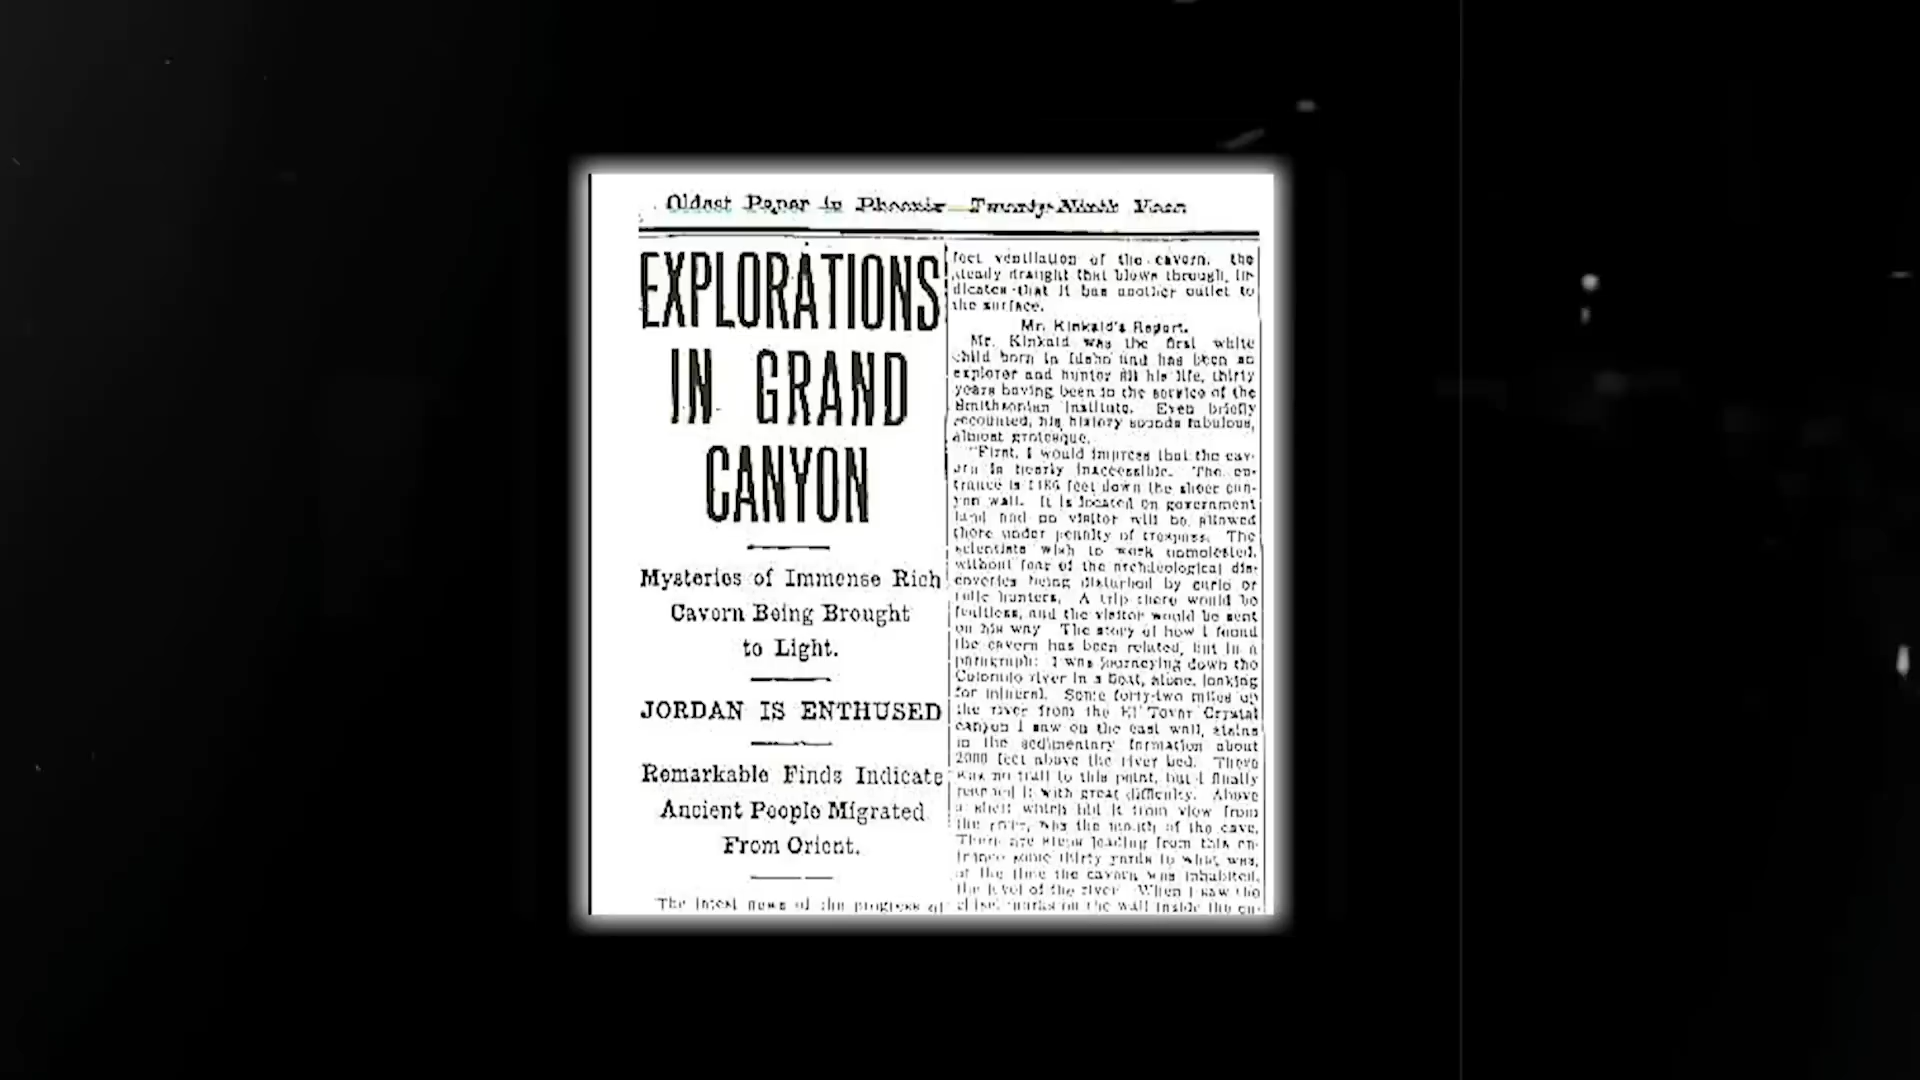 Oldest Paper in Phoenix—Twenty-Ninth Year
EXPLORATIONS
IN GRAND
CANYON
Mysteries of Immense Rich
Cavern Being Brought
to Light.
JORDAN IS ENTHUSED
Remarkable Finds Indicate
Ancient People Migrated
From Orient.
The latest news of the progress of
fect ventilation of the cavern, the
steady draught that blows through, in-
dicates that it has another outlet to
the surface.
Mr. Kinkaid's Report.
Mr. Kinkaid was the first white
child born in Idaho and has been an
explorer and hunter all his life, thirty
years having been in the service of the
Smithsonian Institute. Even briefly
recounted, his history sounds fabulous,
almost grotesque.
"First, I would impress that the cav-
ern is nearly inaccessible. The en-
trance is 1486 feet down the sheer can-
yon wall. It is located on government
land and no visitor will be allowed
there under penalty of trespass. The
scientists wish to work unmolested,
without fear of the archaeological dis-
coveries being disturbed by curio or
relic hunters. A trip there would be
fruitless, and the visitor would be sent
on his way. The story of how I found
the cavern has been related, but in a
paragraph: I was journeying down the
Colorado river in a boat, alone, looking
for mineral. Some forty-two miles up
the river from the El Tovar Crystal
canyon I saw on the east wall, stains
in the sedimentary formation about
2000 feet above the river bed. There
was no trail to this point, but I finally
reached it with great difficulty. Above
a shelf which hid it from view from
the river, was the mouth of the cave.
There are steps leading from this en-
trance some thirty yards to what was,
at the time the cavern was inhabited,
the level of the river. When I saw the
chisel marks on the wall inside the en-